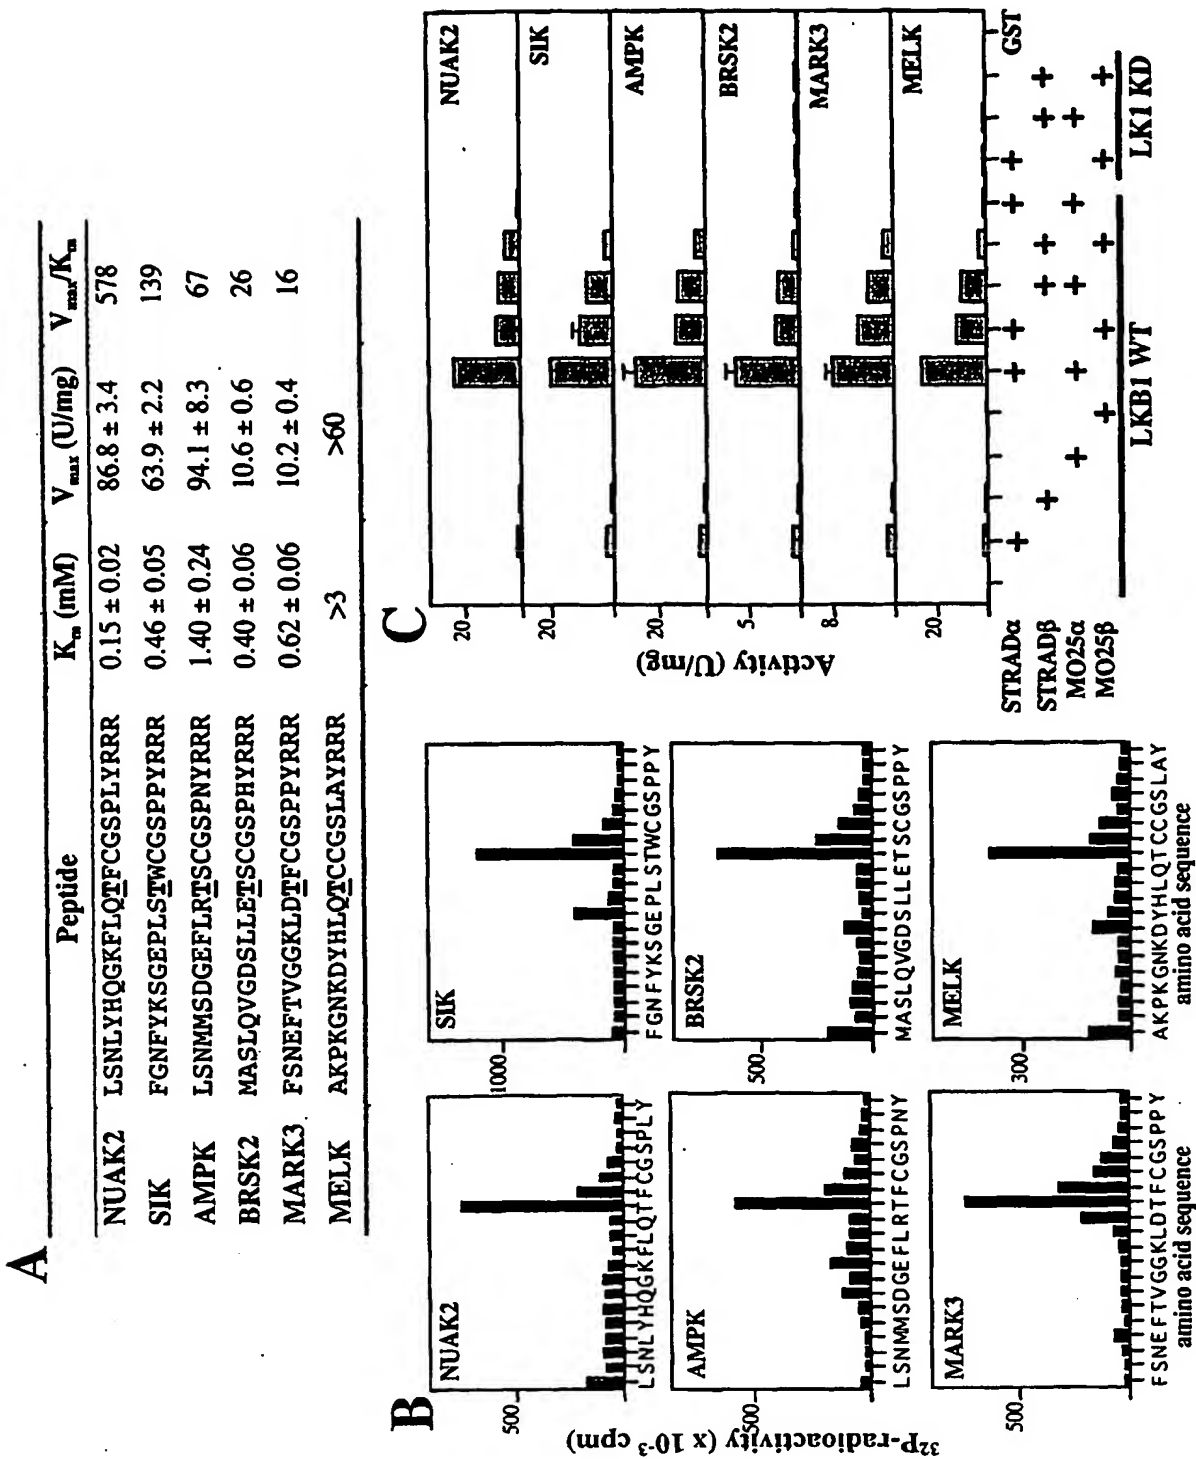 A
Peptide Km (mM) Vmax (U/mg) Vmax/Km
NUAK2 LSNLYHQGKFLQTFCGSPLYRRR 0.15 ± 0.02 86.8 ± 3.4 578
SIK FGNFYKSGEPLSTWCGSPPYRRR 0.46 ± 0.05 63.9 ± 2.2 139
AMPK LSNMMSDGEFLRTSCGSPNYRRR 1.40 ± 0.24 94.1 ± 8.3 67
BRSK2 MASLQVGDSLLETSCGSPHYRRR 0.40 ± 0.06 10.6 ± 0.6 26
MARK3 FSNEFTVGGKLDTFCGSPPYRRR 0.62 ± 0.06 10.2 ± 0.4 16
MELK AKPKGNKDYHLQTCCGSLAYRRR >3 >60
B
32P-radioactivity (x 10-3 cpm)
NUAK2
500
LSNLYHQGKFLQTFCGSPLY
SIK
1000
FGNFYKSGEPLSTWCGSPPY
AMPK
500
LSNMMSDGEFLRTFCGSPNY
BRSK2
500
MASLQVGDSLLETSCGSPPY
MARK3
500
FSNEFTVGGKLDTFCGSPPY
amino acid sequence
MELK
300
AKPKGNKDYHLQTCCGSLAY
amino acid sequence
C
Activity (U/mg)
20
NUAK2
20
SIK
20
AMPK
5
BRSK2
8
MARK3
20
MELK
STRADα + + + + + GST
STRADβ + + + + +
MO25α + + + + +
MO25β + + + + +
LKB1 WT LK1 KD